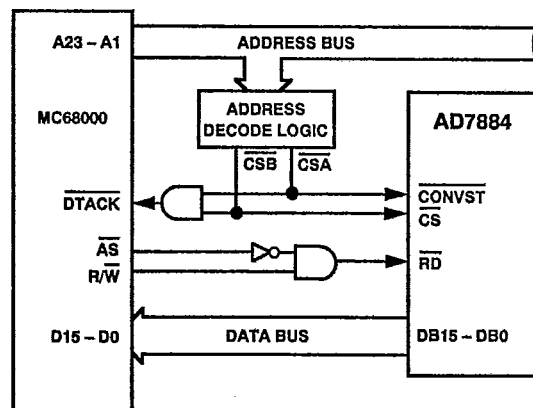 A23 – A1
ADDRESS BUS
MC68000
ADDRESS
DECODE LOGIC
AD7884
CSB
CSA
DTACK
CONVST
CS
AS
R/W
RD
D15 – D0
DATA BUS
DB15 – DB0